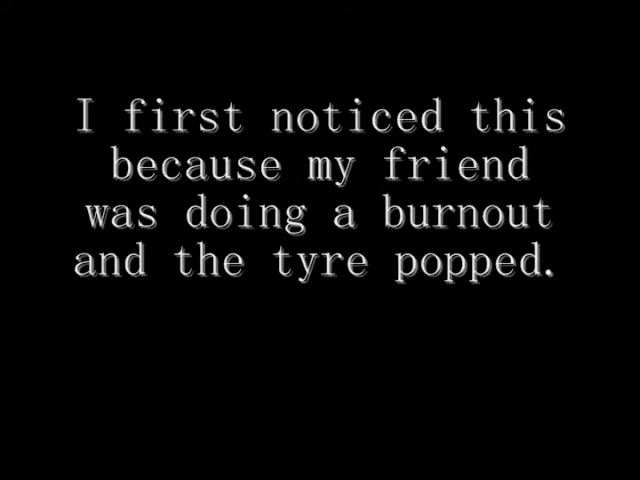 I first noticed this
because my friend
was doing a burnout
and the tyre popped.